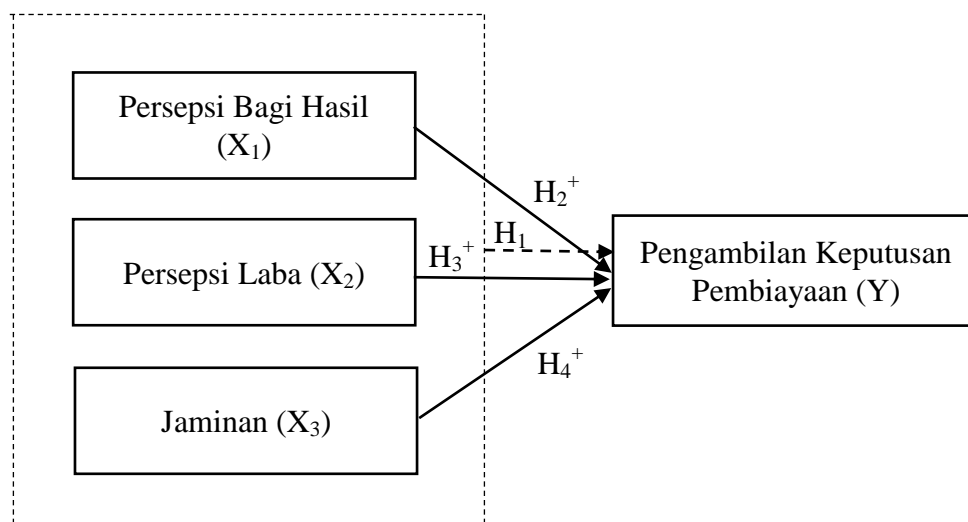 Persepsi Bagi Hasil
(X₁)
H₂⁺
H₁
Pengambilan Keputusan
Pembiayaan (Y)
Persepsi Laba (X₂)
H₃⁺
H₄⁺
Jaminan (X₃)